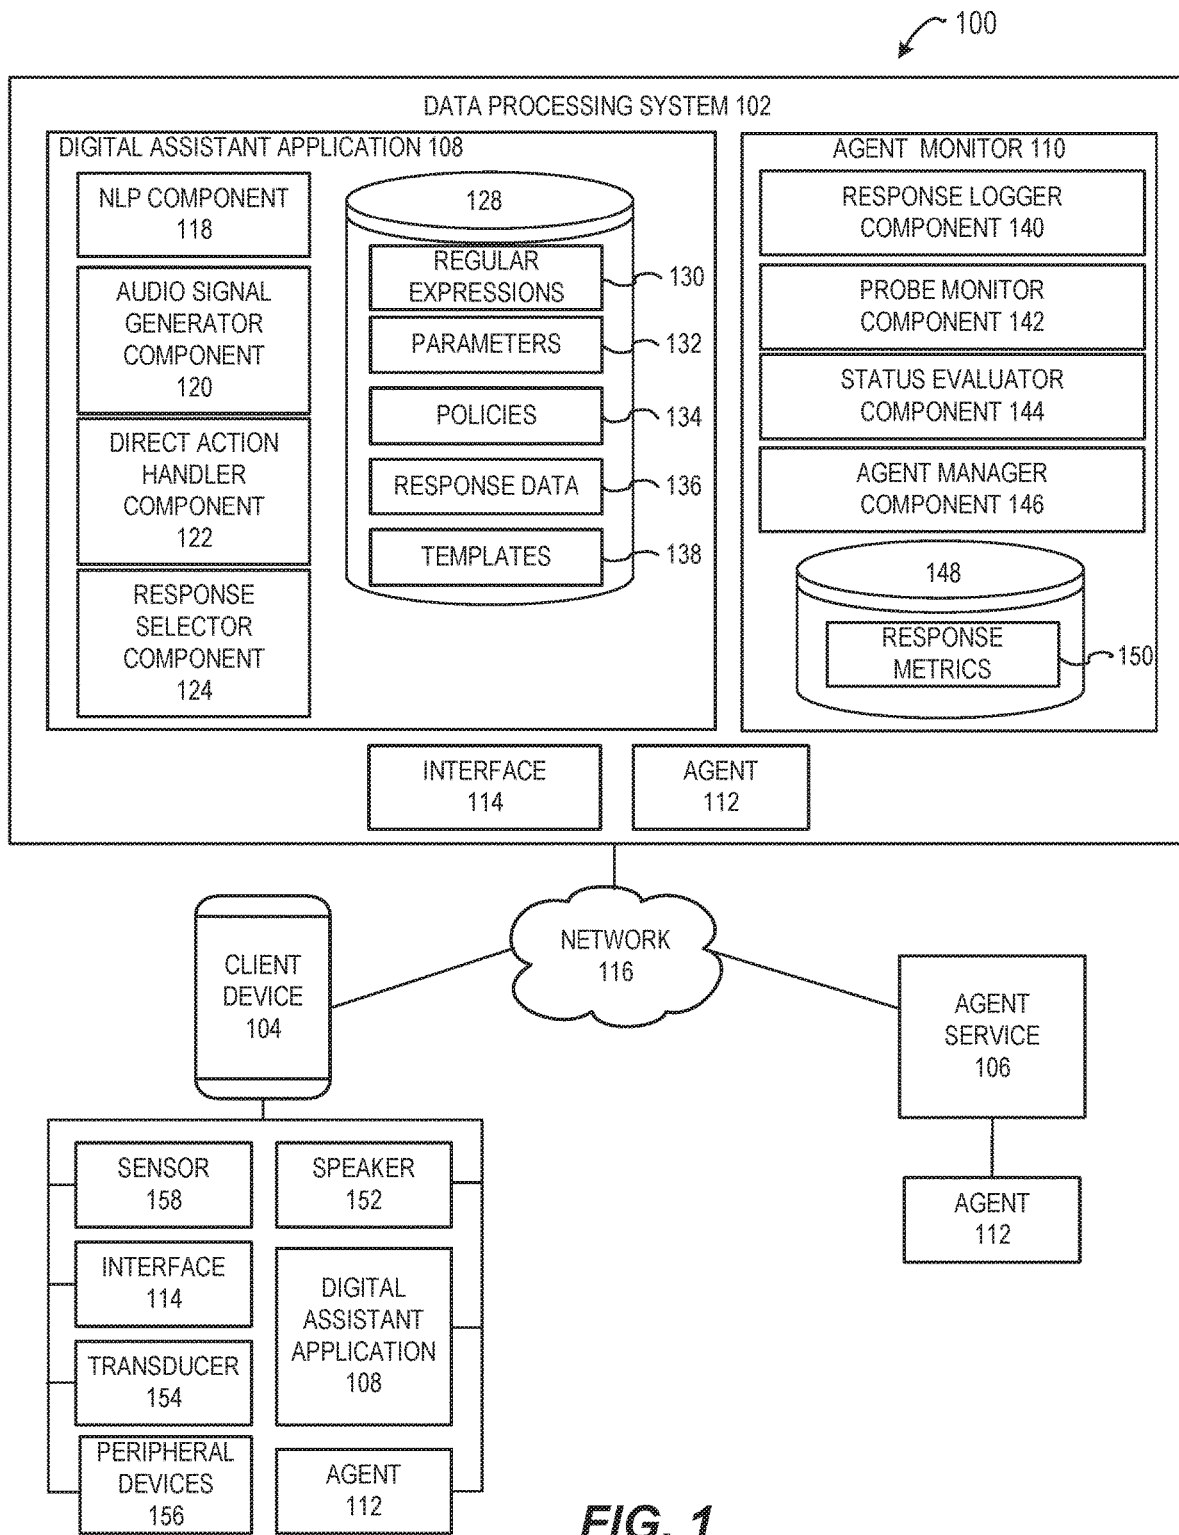 100
DATA PROCESSING SYSTEM 102
DIGITAL ASSISTANT APPLICATION 108
NLP COMPONENT
118
AUDIO SIGNAL
GENERATOR
COMPONENT
120
DIRECT ACTION
HANDLER
COMPONENT
122
RESPONSE
SELECTOR
COMPONENT
124
128
REGULAR
EXPRESSIONS
130
PARAMETERS
132
POLICIES
134
RESPONSE DATA
136
TEMPLATES
138
AGENT MONITOR 110
RESPONSE LOGGER
COMPONENT 140
PROBE MONITOR
COMPONENT 142
STATUS EVALUATOR
COMPONENT 144
AGENT MANAGER
COMPONENT 146
148
RESPONSE
METRICS
150
INTERFACE
114
AGENT
112
NETWORK
116
CLIENT
DEVICE
104
AGENT
SERVICE
106
AGENT
112
SENSOR
158
INTERFACE
114
TRANSDUCER
154
PERIPHERAL
DEVICES
156
SPEAKER
152
DIGITAL
ASSISTANT
APPLICATION
108
AGENT
112
FIG. 1